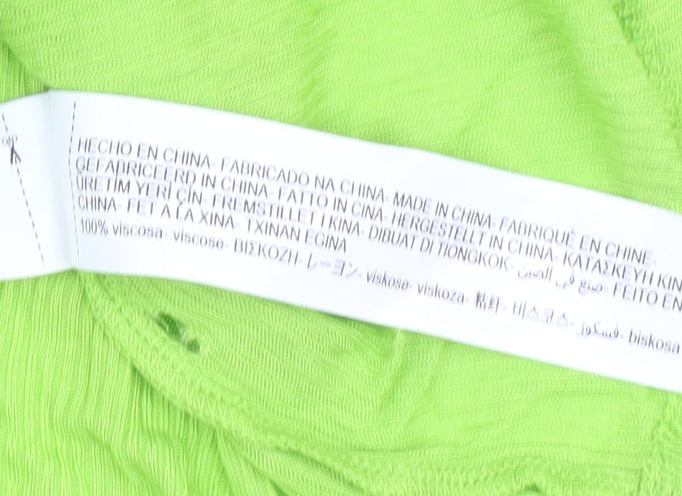 HECHO EN CHINA- FABRICADO NA CHINA- MADE IN CHINA- FABRIQUÉ EN CHINE-
GEFABRICEERD IN CHINA- FATTO IN CINA- HERGESTELLT IN CHINA- ΚΑΤΑΣΚΕΥΗ ΚΙΝ
ÜRETİM YERİ ÇİN- FREMSTILLET I KINA- DIBUAT DI TIONGKOK- صنع في الصين- FEITO EN
CHINA- FET A LA XINA- TXINAN EGINA
100% viscosa- viscose- ΒΙΣΚΟΖΗ- レーヨン- viskose- viskoza- 粘纤- 비스코스- فسكوز- biskosa